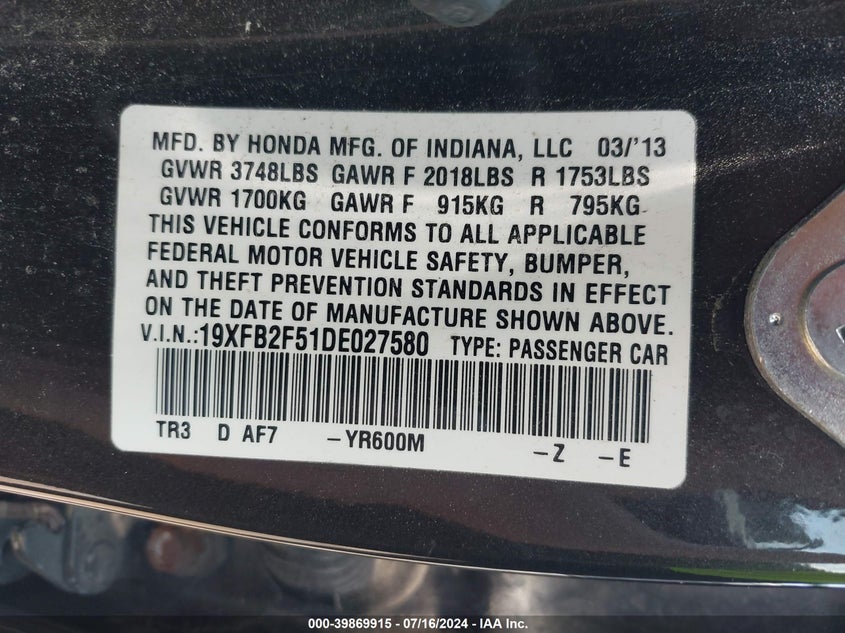 MFD. BY HONDA MFG. OF INDIANA, LLC 03/'13
GVWR 3748LBS GAWR F 2018LBS R 1753LBS
GVWR 1700KG GAWR F 915KG R 795KG
THIS VEHICLE CONFORMS TO ALL APPLICABLE
FEDERAL MOTOR VEHICLE SAFETY, BUMPER,
AND THEFT PREVENTION STANDARDS IN EFFECT
ON THE DATE OF MANUFACTURE SHOWN ABOVE.
V.I.N.:19XFB2F51DE027580 TYPE: PASSENGER CAR
TR3 D AF7 -YR600M -Z -E
000-39869915 - 07/16/2024 - IAA Inc.